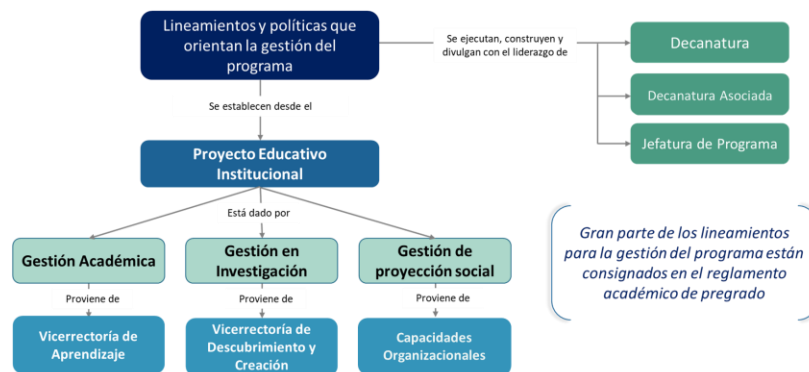 Lineamientos y políticas que
orientan la gestión del
programa
Se ejecutan, construyen y
divulgan con el liderazgo de
Decanatura
Decanatura Asociada
Jefatura de Programa
Se establecen desde el
Proyecto Educativo
Institucional
Está dado por
Gestión Académica
Gestión en
Investigación
Gestión de
proyección social
Proviene de
Proviene de
Proviene de
Vicerrectoría de
Aprendizaje
Vicerrectoría de
Descubrimiento y
Creación
Capacidades
Organizacionales
Gran parte de los lineamientos
para la gestión del programa están
consignados en el reglamento
académico de pregrado